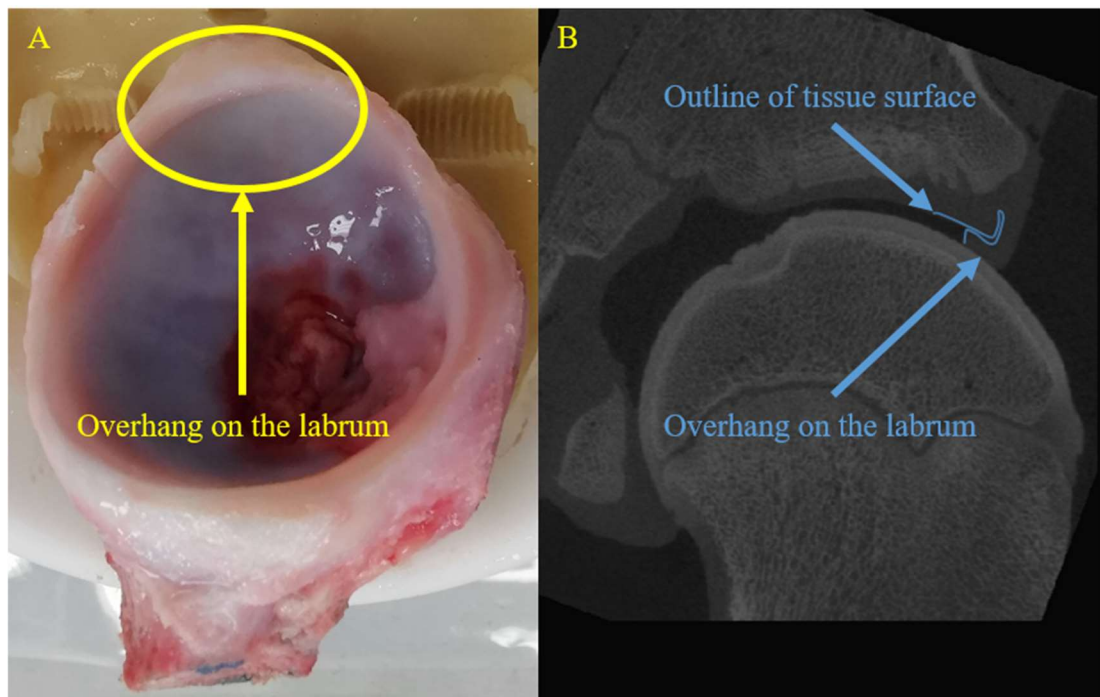 A
Overhang on the labrum
B
Outline of tissue surface
Overhang on the labrum